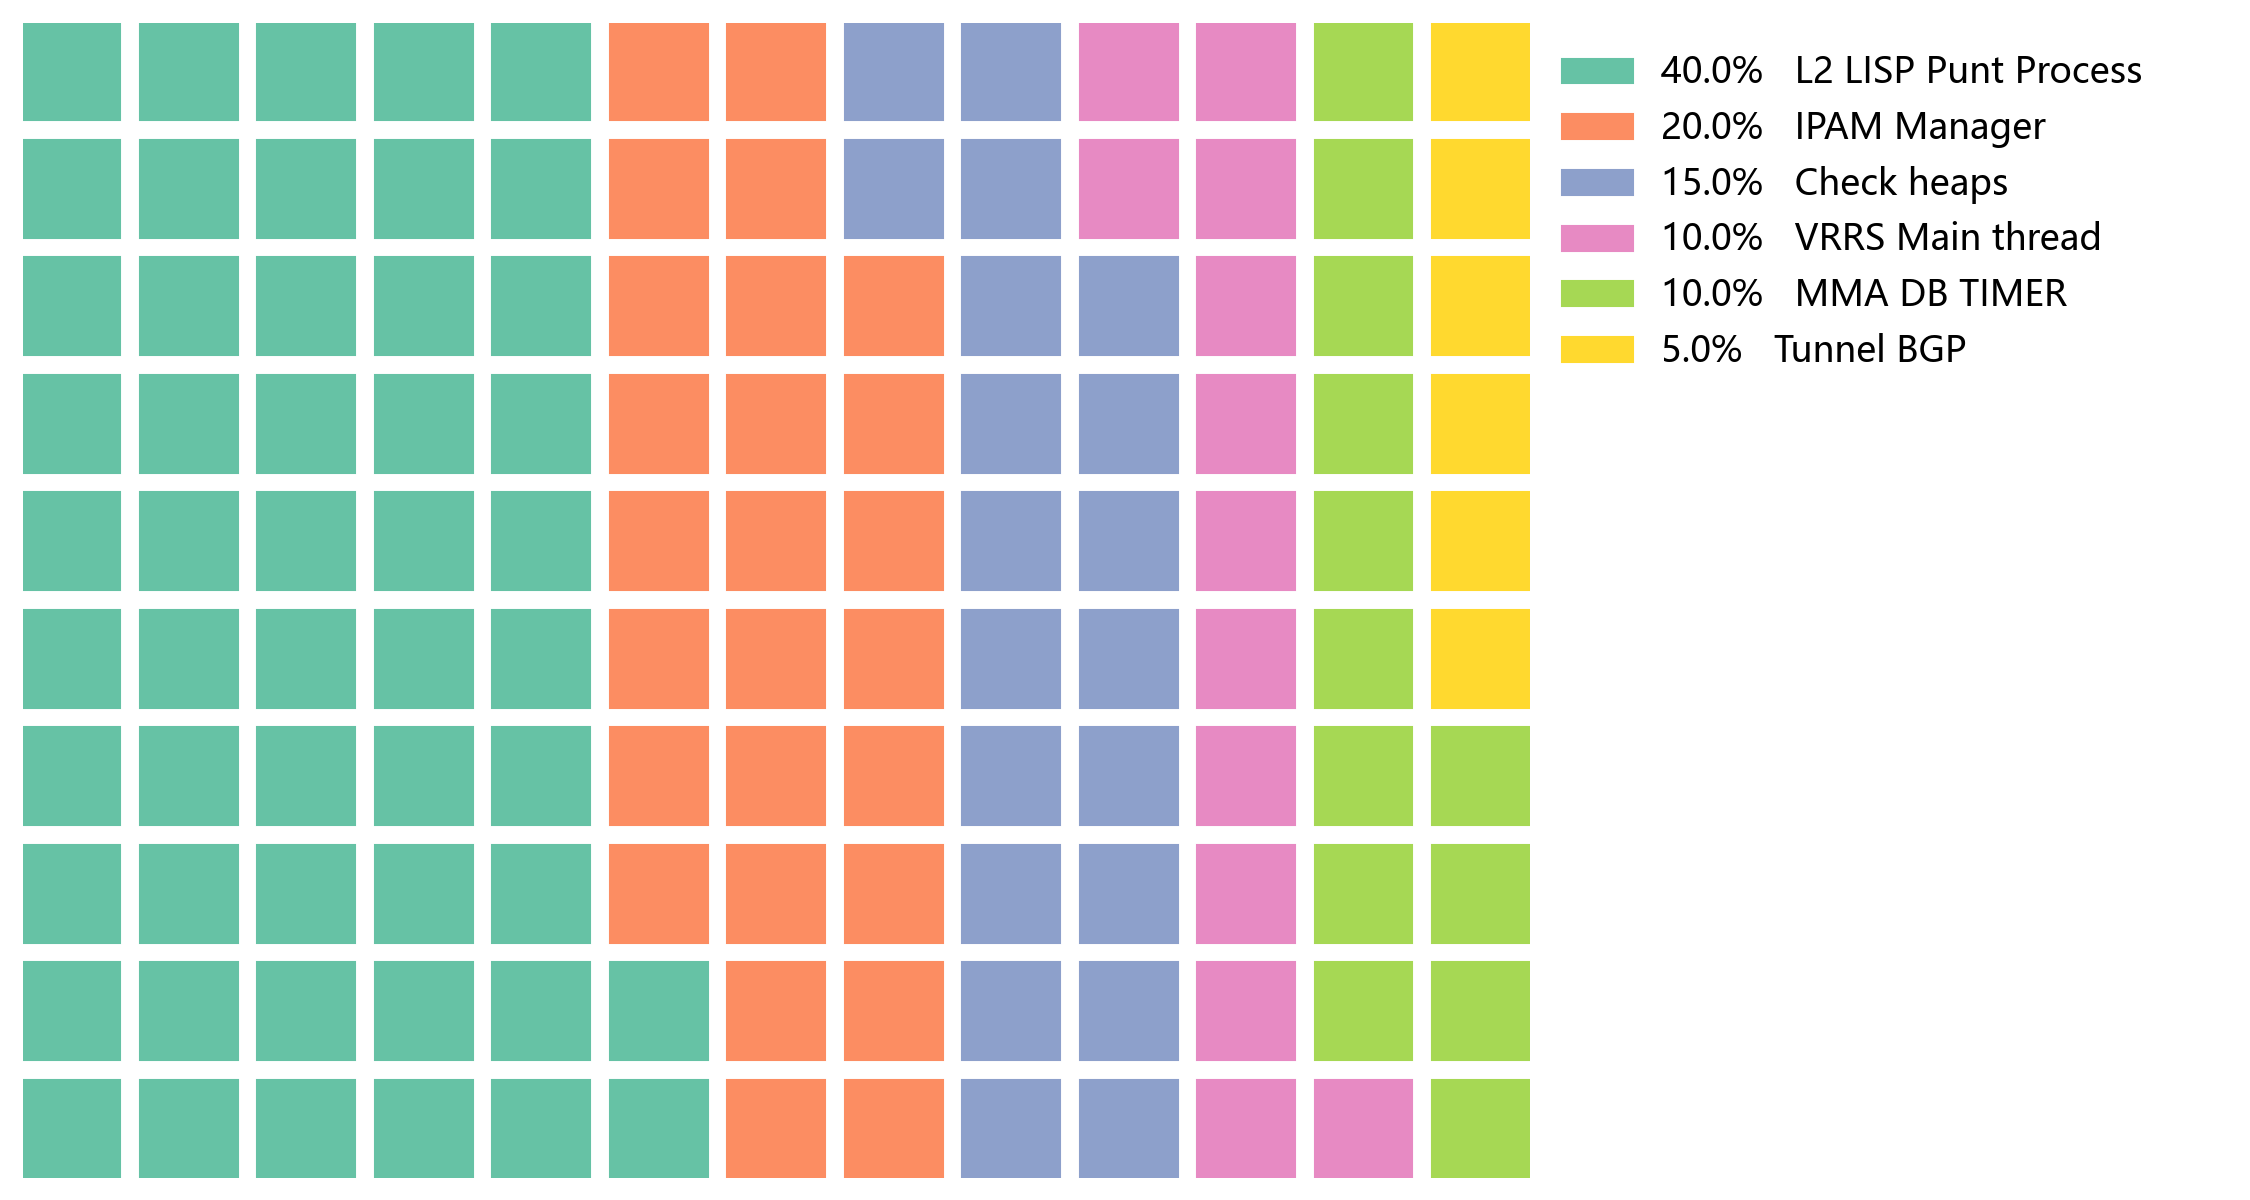 40.0% L2 LISP Punt Process
20.0% IPAM Manager
15.0% Check heaps
10.0% VRRS Main thread
10.0% MMA DB TIMER
5.0% Tunnel BGP